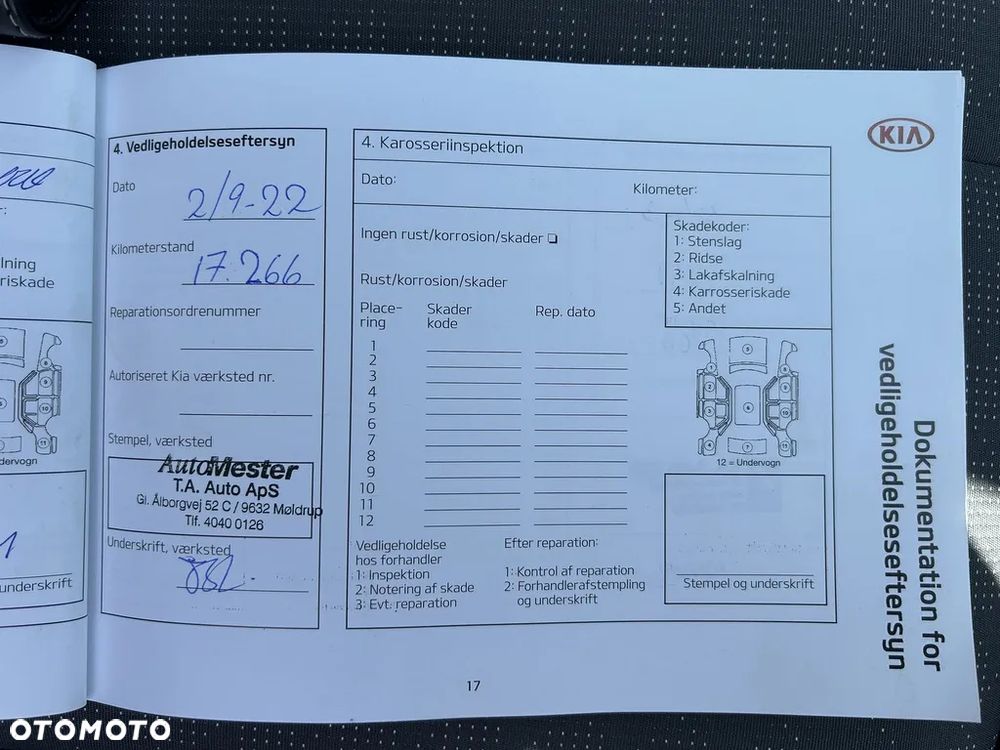 :
lning
riskade
dervogn
underskrift
4. Vedligeholdelseseftersyn
Dato
2/9-22
Kilometerstand
17.266
Reparationsordrenummer
Autoriseret Kia værksted nr.
Stempel, værksted
AutoMester
T.A. Auto ApS
Gl. Ålborgvej 52 C / 9632 Møldrup
Tlf. 4040 0126
Underskrift, værksted
4. Karosseriinspektion
Dato:
Kilometer:
Ingen rust/korrosion/skader
Rust/korrosion/skader
Place-
ring
Skader
kode
Rep. dato
1
2
3
4
5
6
7
8
9
10
11
12
Skadekoder:
1: Stenslag
2: Ridse
3: Lakafskalning
4: Karrosseriskade
5: Andet
12 = Undervogn
Vedligeholdelse
hos forhandler
1: Inspektion
2: Notering af skade
3: Evt. reparation
Efter reparation:
1: Kontrol af reparation
2: Forhandlerafstempling
og underskrift
Stempel og underskrift
KIA
Dokumentation for
vedligeholdelseseftersyn
17
OTOMOTO